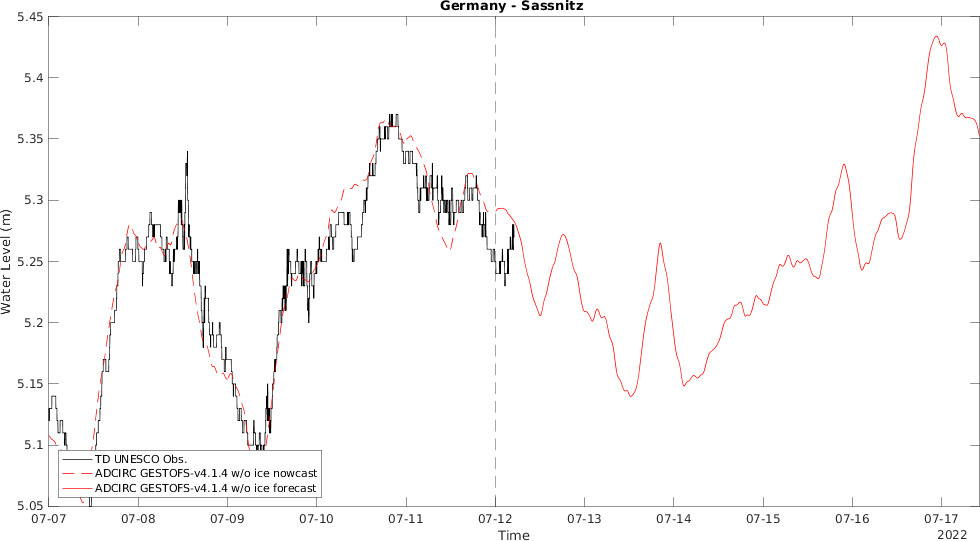 Germany - Sassnitz
Water Level (m)
5.45
5.4
5.35
5.3
5.25
5.2
5.15
5.1
5.05
TD UNESCO Obs.
ADCIRC GESTOFS-v4.1.4 w/o ice nowcast
ADCIRC GESTOFS-v4.1.4 w/o ice forecast
07-07 07-08 07-09 07-10 07-11 07-12 07-13 07-14 07-15 07-16 07-17
Time
2022